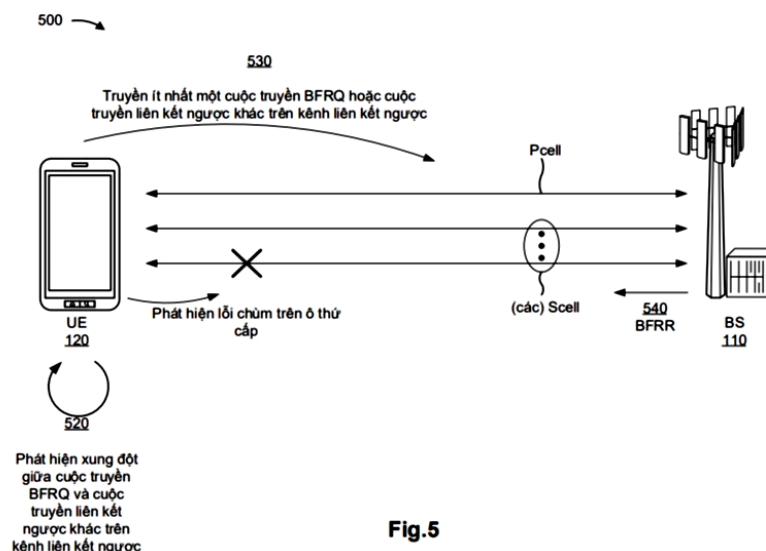 500
530
Truyền ít nhất một cuộc truyền BFRQ hoặc cuộc
truyền liên kết ngược khác trên kênh liên kết ngược
Pcell
Phát hiện lỗi chùm trên ô thứ
cấp
(các) Scell
540
BFRR
UE
120
BS
110
520
Phát hiện xung đột
giữa cuộc truyền
BFRQ và cuộc
truyền liên kết
ngược khác trên
kênh liên kết ngược
Fig.5